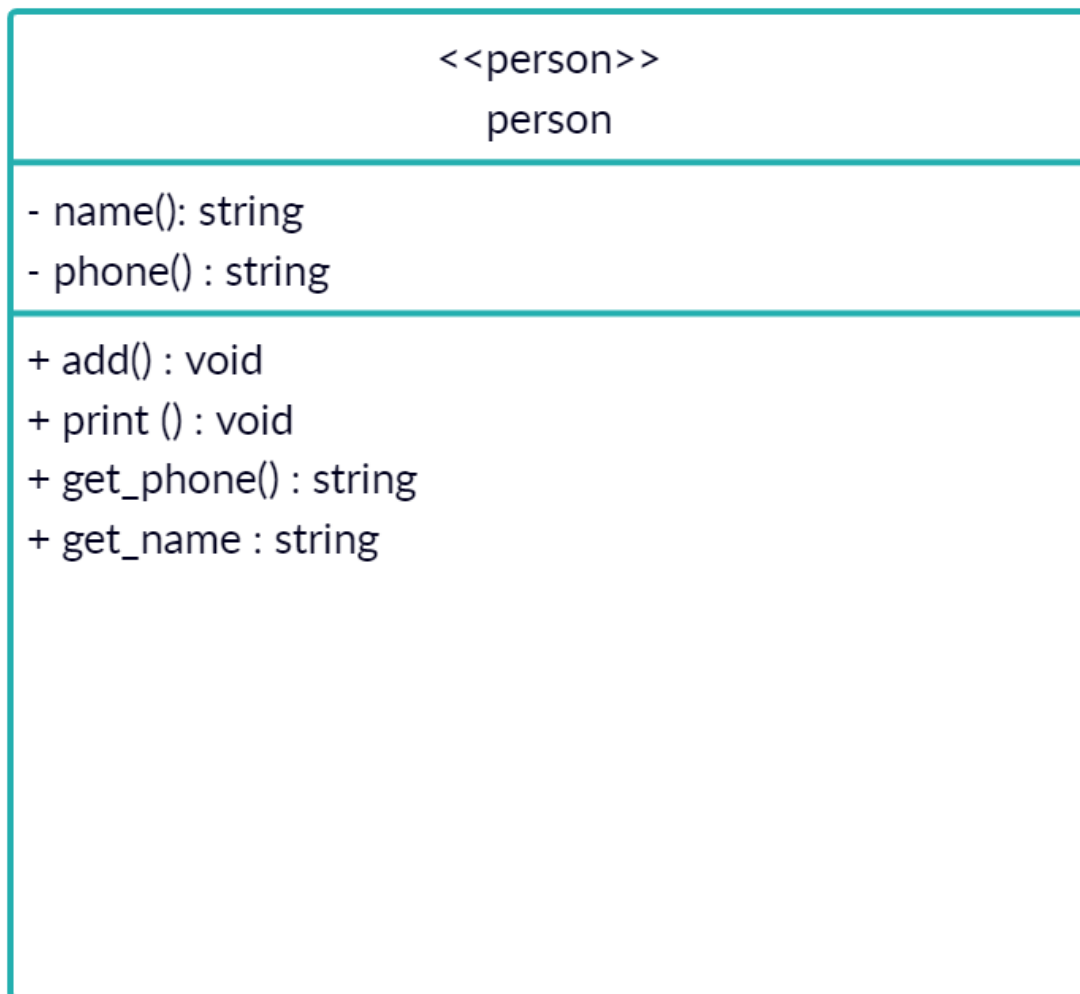 <<person>>
person
- name(): string
- phone() : string
+ add() : void
+ print () : void
+ get_phone() : string
+ get_name : string